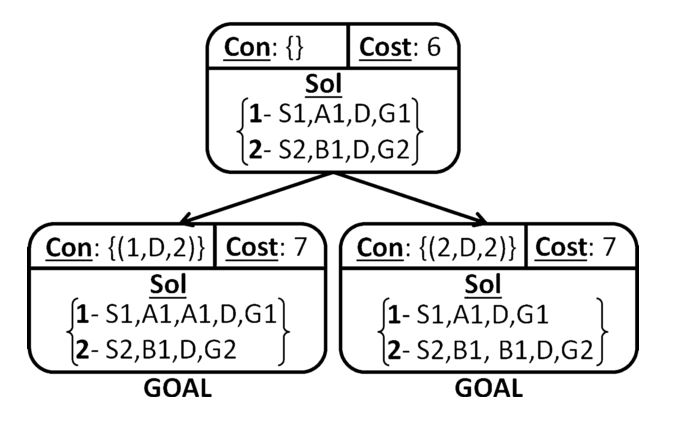 Con: {} Cost: 6
Sol
1- S1,A1,D,G1
2- S2,B1,D,G2
Con: {(1,D,2)} Cost: 7
Sol
1- S1,A1,A1,D,G1
2- S2,B1,D,G2
GOAL
Con: {(2,D,2)} Cost: 7
Sol
1- S1,A1,D,G1
2- S2,B1, B1,D,G2
GOAL